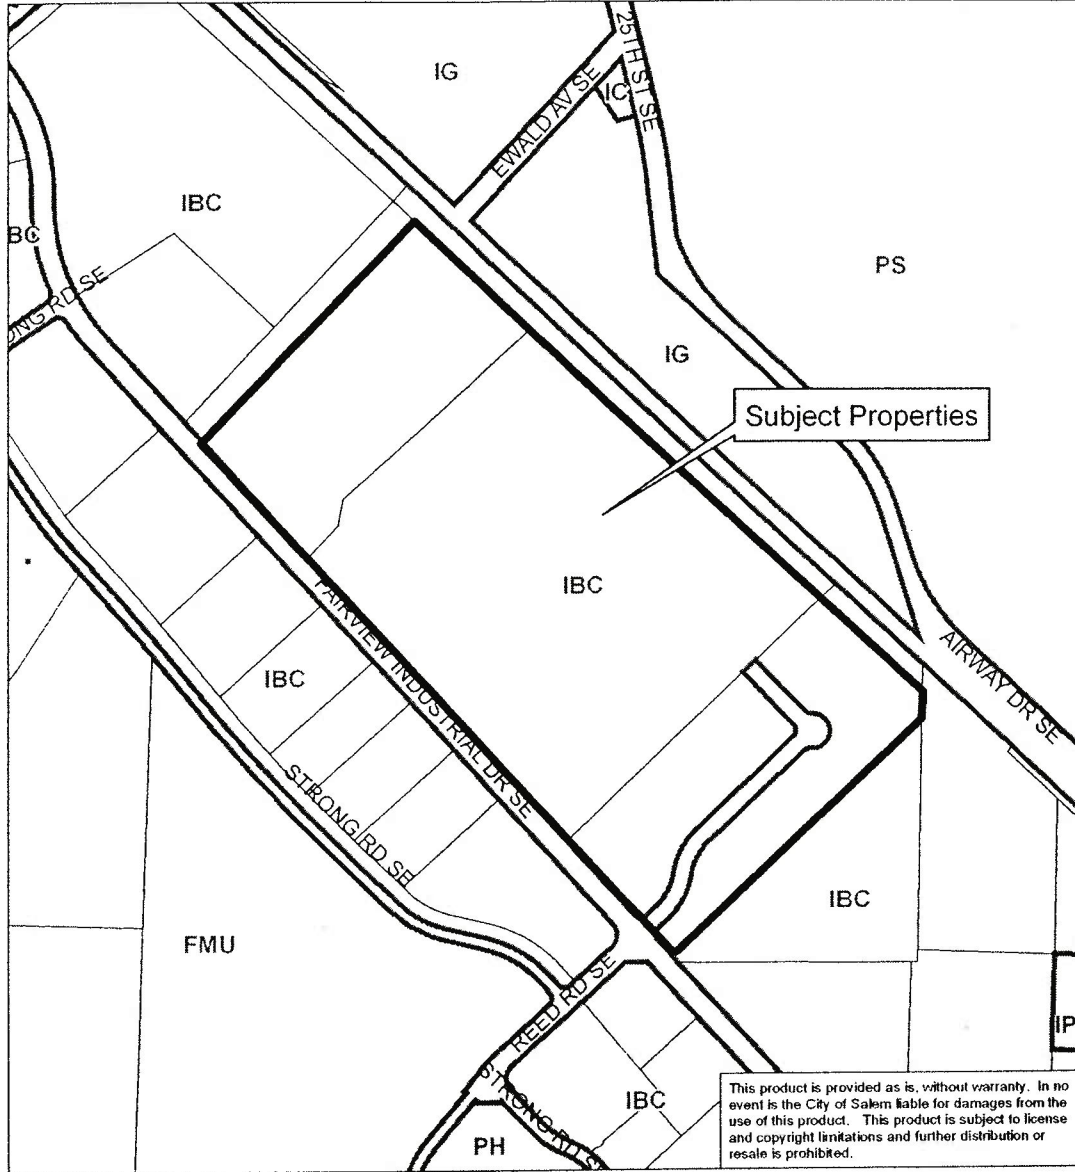 25TH ST SE
IG
EWALD AV SE
IC
IBC
BC
PS
ONG RD SE
IG
Subject Properties
IBC
FAIRVIEW INDUSTRIAL DR SE
AIRWAY DR SE
IBC
STRONG RD SE
IBC
FMU
REED RD SE
IP
STRONG RD S
IBC
PH
This product is provided as is, without warranty. In no
event is the City of Salem liable for damages from the
use of this product. This product is subject to license
and copyright limitations and further distribution or
resale is prohibited.